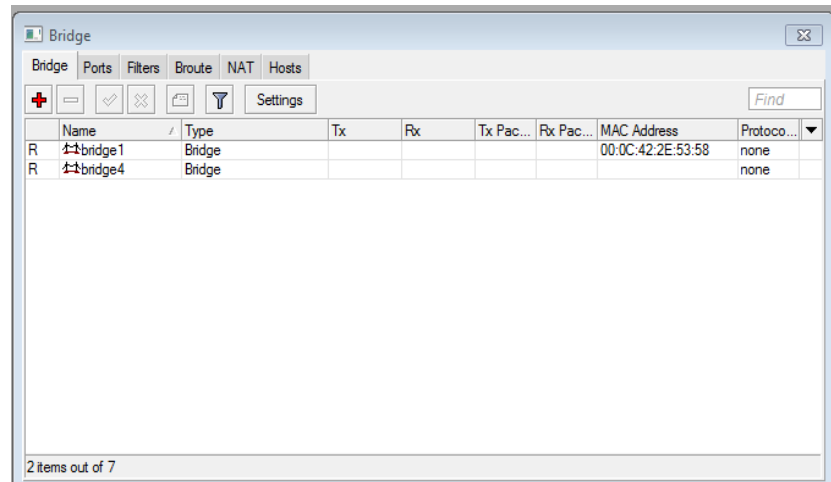 Bridge
Bridge Ports Filters Broute NAT Hosts
Settings Find
Name / Type Tx Rx Tx Pac... Rx Pac... MAC Address Protoco...
R bridge1 Bridge 00:0C:42:2E:53:58 none
R bridge4 Bridge none
2 items out of 7